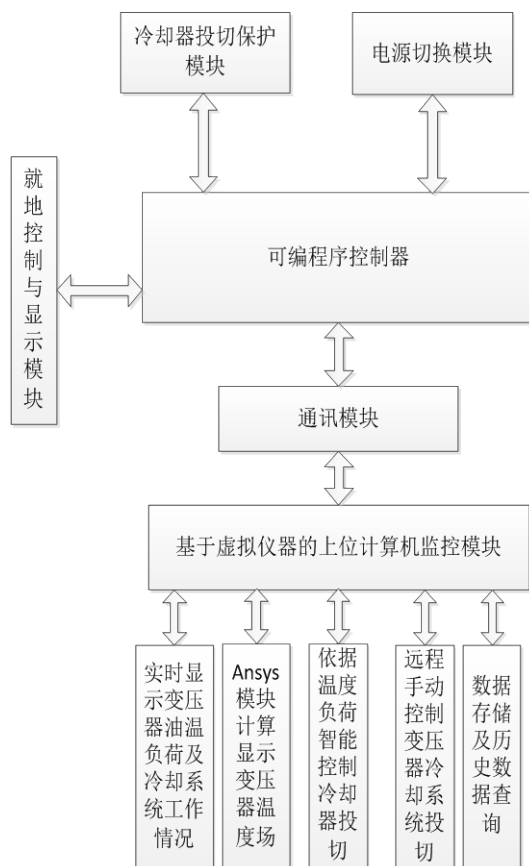 冷却器投切保护
模块
电源切换模块
就
地
控
制
与
显
示
模
块
可编程序控制器
通讯模块
基于虚拟仪器的上位计算机监控模块
实时显
示变压
器油温
负荷及
冷却系
统工作
情况
Ansys
模块
计算
显示
变压
器温
度场
依据
温度
负荷
智能
控制
冷却
器投
切
远程
手动
控制
变压
器冷
却系
统投
切
数据
存储
及历
史数
据查
询